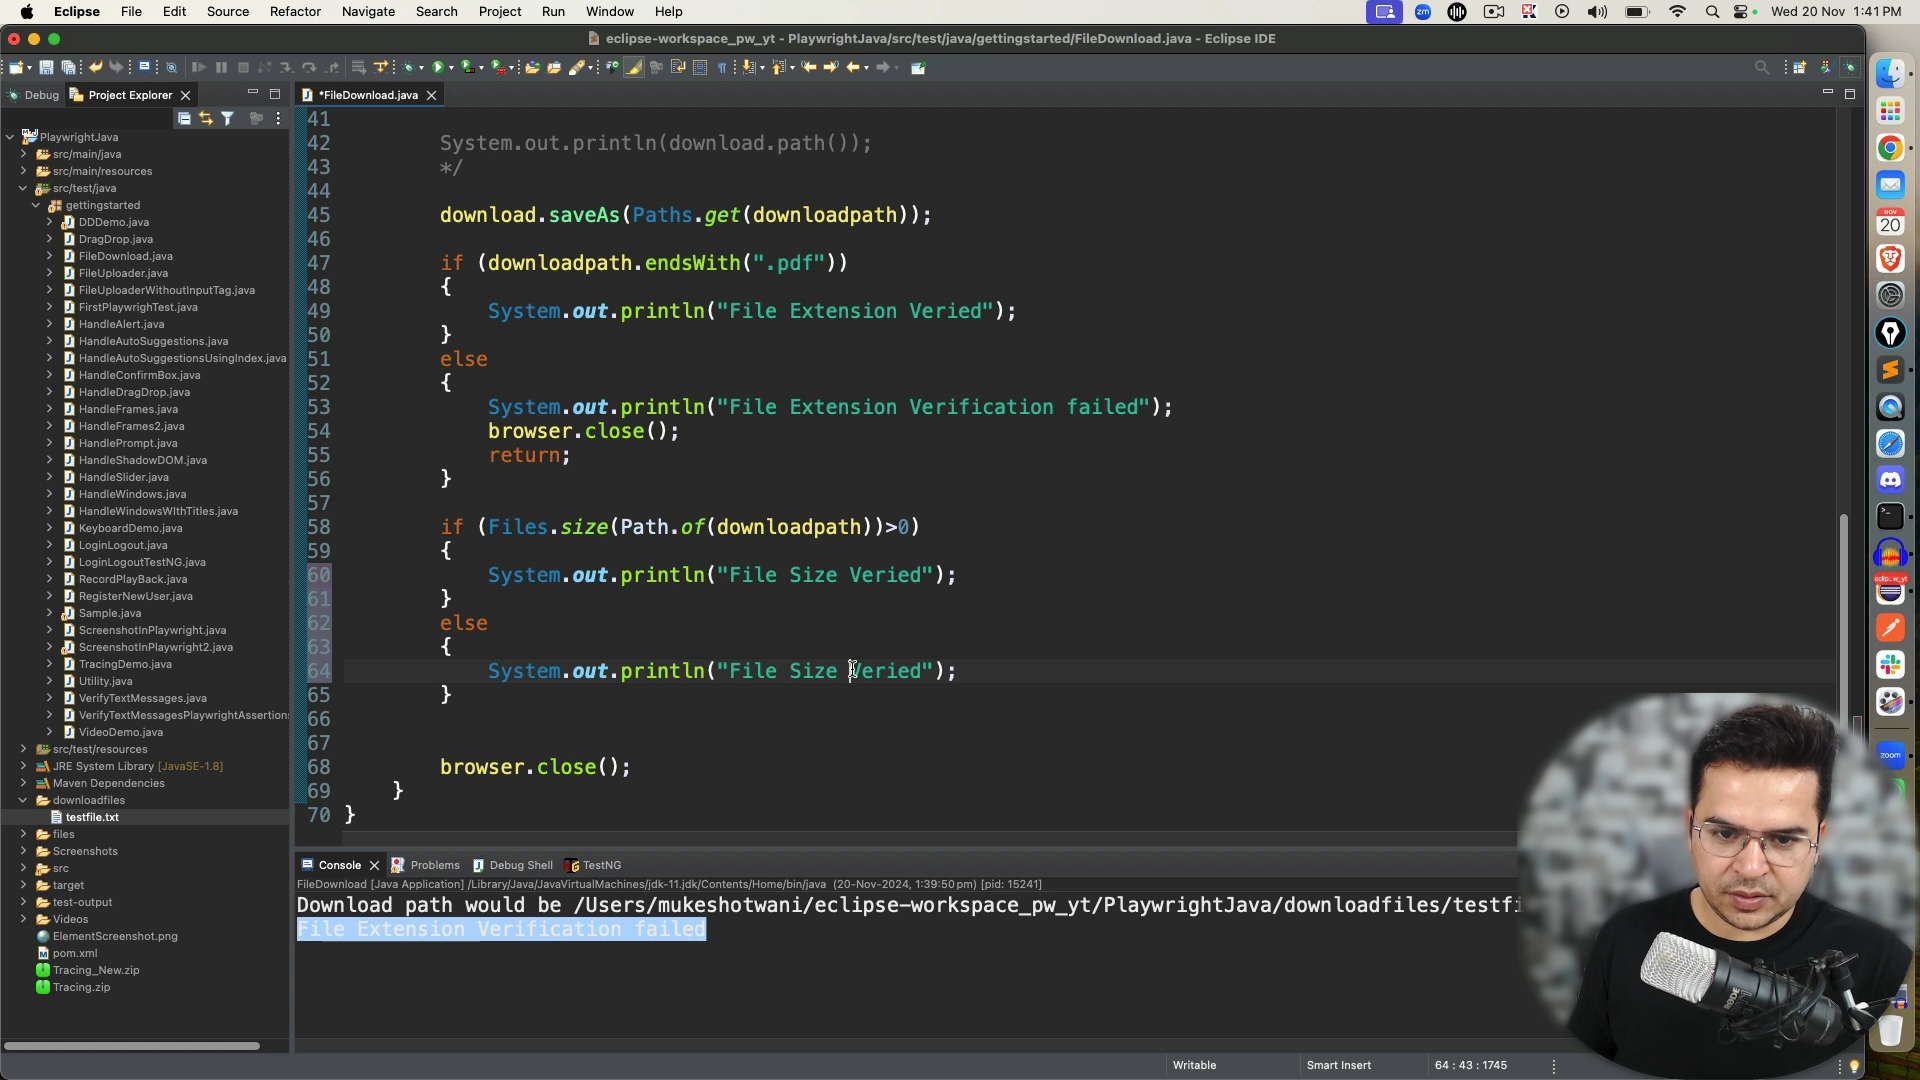 Eclipse File Edit Source Refactor Navigate Search Project Run Window Help
zm
Wed 20 Nov 1:41 PM
eclipse-workspace_pw_yt - PlaywrightJava/src/test/java/gettingstarted/FileDownload.java - Eclipse IDE
Debug Project Explorer
*FileDownload.java
PlaywrightJava
src/main/java
src/main/resources
src/test/java
gettingstarted
DDDemo.java
DragDrop.java
FileDownload.java
FileUploader.java
FileUploaderWithoutInputTag.java
FirstPlaywrighTest.java
HandleAlert.java
HandleAutoSuggestions.java
HandleAutoSuggestionsUsingIndex.java
HandleConfirmBox.java
HandleDragDrop.java
HandleFrames.java
HandleFrames2.java
HandlePrompt.java
HandleShadowDOM.java
HandleSlider.java
HandleWindows.java
HandleWindowsWIthTitles.java
KeyboardDemo.java
LoginLogout.java
LoginLogoutTestNG.java
RecordPlayBack.java
RegisterNewUser.java
Sample.java
ScreenshotInPlaywright.java
ScreenshotInPlaywright2.java
TracingDemo.java
Utility.java
VerifyTextMessages.java
VerifyTextMessagesPlaywrightAssertions
VideoDemo.java
src/test/resources
JRE System Library [JavaSE-1.8]
Maven Dependencies
downloadfiles
testfile.txt
files
Screenshots
src
target
test-output
Videos
ElementScreenshot.png
pom.xml
Tracing_New.zip
Tracing.zip
41
42 System.out.println(download.path());
43 */
44
45 download.saveAs(Paths.get(downloadpath));
46
47 if (downloadpath.endsWith(".pdf"))
48 {
49 System.out.println("File Extension Veried");
50 }
51 else
52 {
53 System.out.println("File Extension Verification failed");
54 browser.close();
55 return;
56 }
57
58 if (Files.size(Path.of(downloadpath))>0)
59 {
60 System.out.println("File Size Veried");
61 }
62 else
63 {
64 System.out.println("File Size Veried");
65 }
66
67
68 browser.close();
69 }
70 }
Console Problems Debug Shell TestNG
FileDownload [Java Application] /Library/Java/JavaVirtualMachines/jdk-11.jdk/Contents/Home/bin/java (20-Nov-2024, 1:39:50 pm) [pid: 15241]
Download path would be /Users/mukeshotwani/eclipse-workspace_pw_yt/PlaywrightJava/downloadfiles/testfi
File Extension Verification failed
Writable Smart Insert 64 : 43 : 1745
NOV
20
zoom
RODE